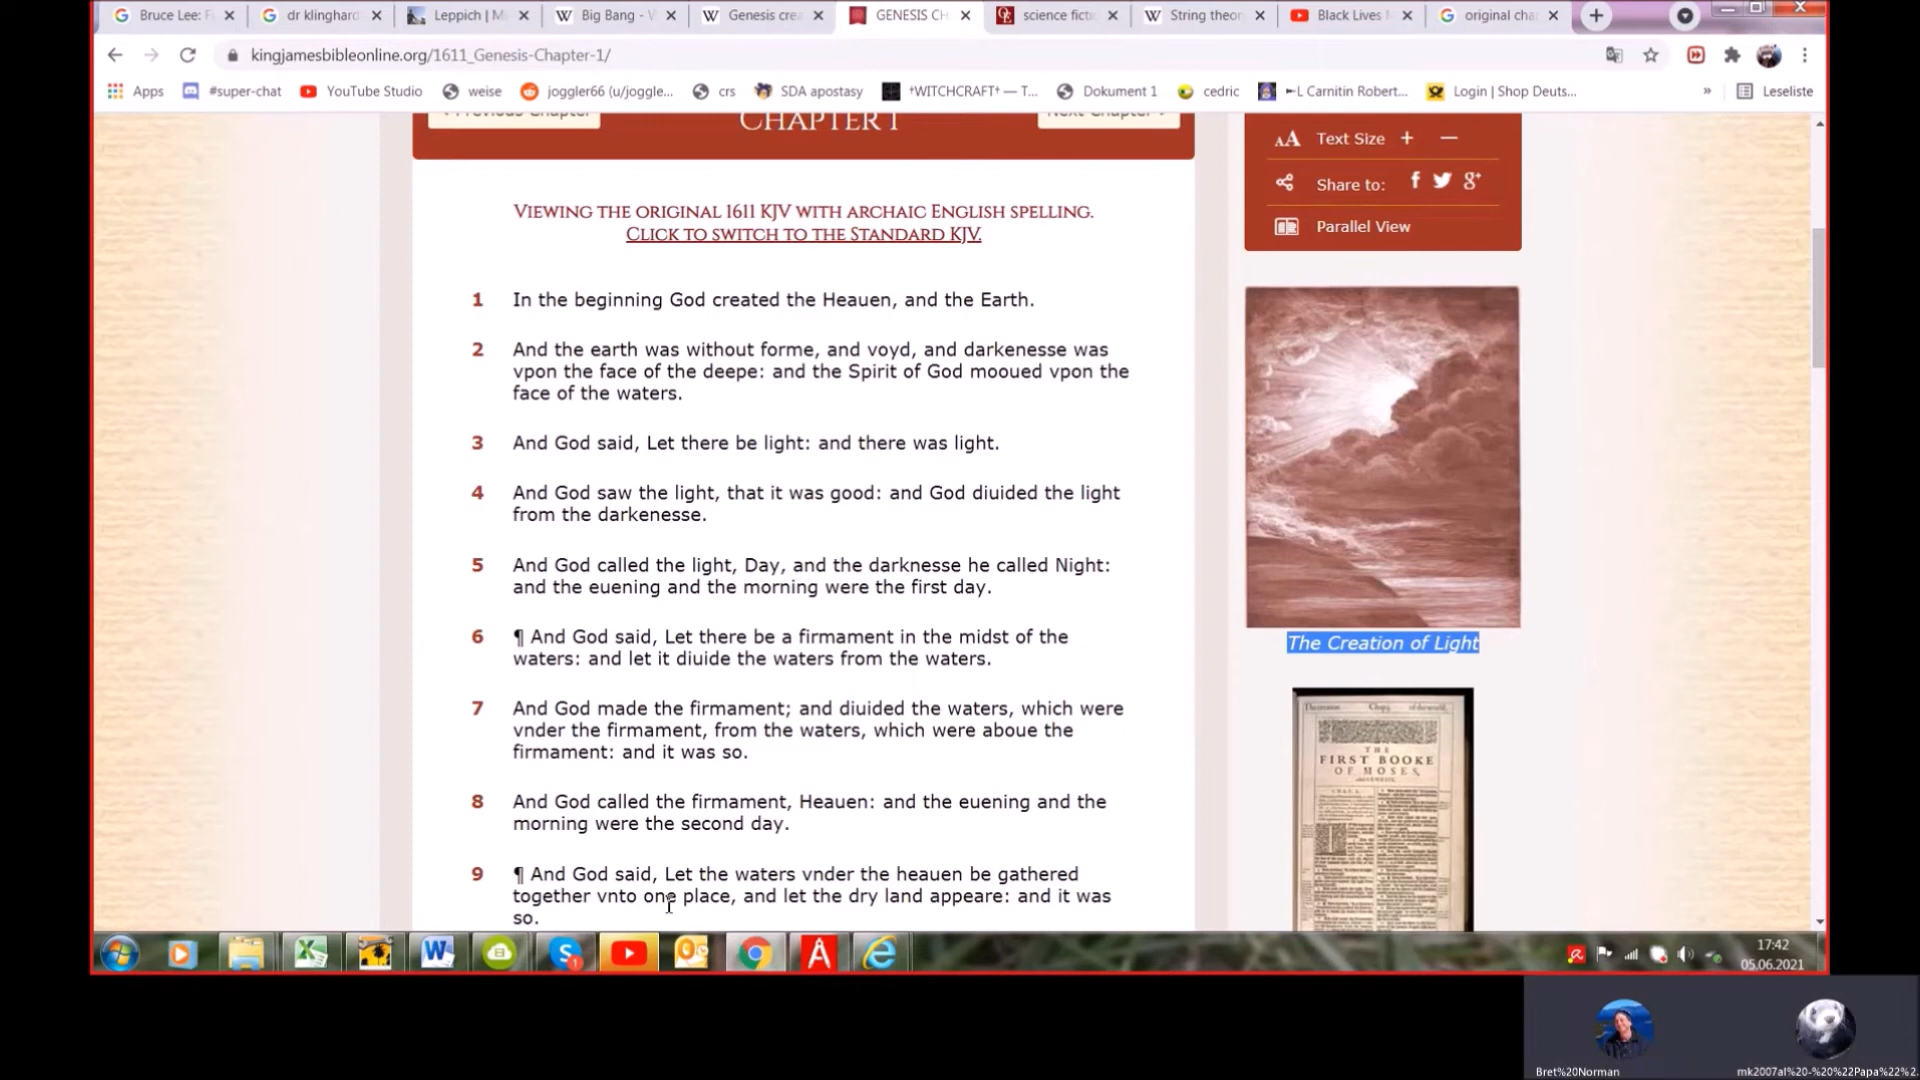 Bruce Lee: F
dr klinghard
Leppich | M
Big Bang - V
Genesis crea
GENESIS CH
science fictio
String theor
Black Lives
original cha
kingjamesbibleonline.org/1611_Genesis-Chapter-1/
Apps
#super-chat
YouTube Studio
weise
joggler66 (u/joggle...
crs
SDA apostasy
*WITCHCRAFT* — T...
Dokument 1
cedric
L Carnitin Robert...
Login | Shop Deuts...
»
Leseliste
‹ Previous Chapter
CHAPTER I
Next Chapter ›
AA Text Size + —
Share to:
Parallel View
VIEWING THE ORIGINAL 1611 KJV WITH ARCHAIC ENGLISH SPELLING.
CLICK TO SWITCH TO THE STANDARD KJV.
1 In the beginning God created the Heauen, and the Earth.
2 And the earth was without forme, and voyd, and darkenesse was
vpon the face of the deepe: and the Spirit of God mooued vpon the
face of the waters.
3 And God said, Let there be light: and there was light.
4 And God saw the light, that it was good: and God diuided the light
from the darkenesse.
5 And God called the light, Day, and the darknesse he called Night:
and the euening and the morning were the first day.
6 ¶ And God said, Let there be a firmament in the midst of the
waters: and let it diuide the waters from the waters.
7 And God made the firmament; and diuided the waters, which were
vnder the firmament, from the waters, which were aboue the
firmament: and it was so.
8 And God called the firmament, Heauen: and the euening and the
morning were the second day.
9 ¶ And God said, Let the waters vnder the heauen be gathered
together vnto one place, and let the dry land appeare: and it was
so.
The Creation of Light
THE
FIRST BOOKE
OF MOSES,
17:42
05.06.2021
Bret%20Norman
mk2007al%20-%20%22Papa%22%2.